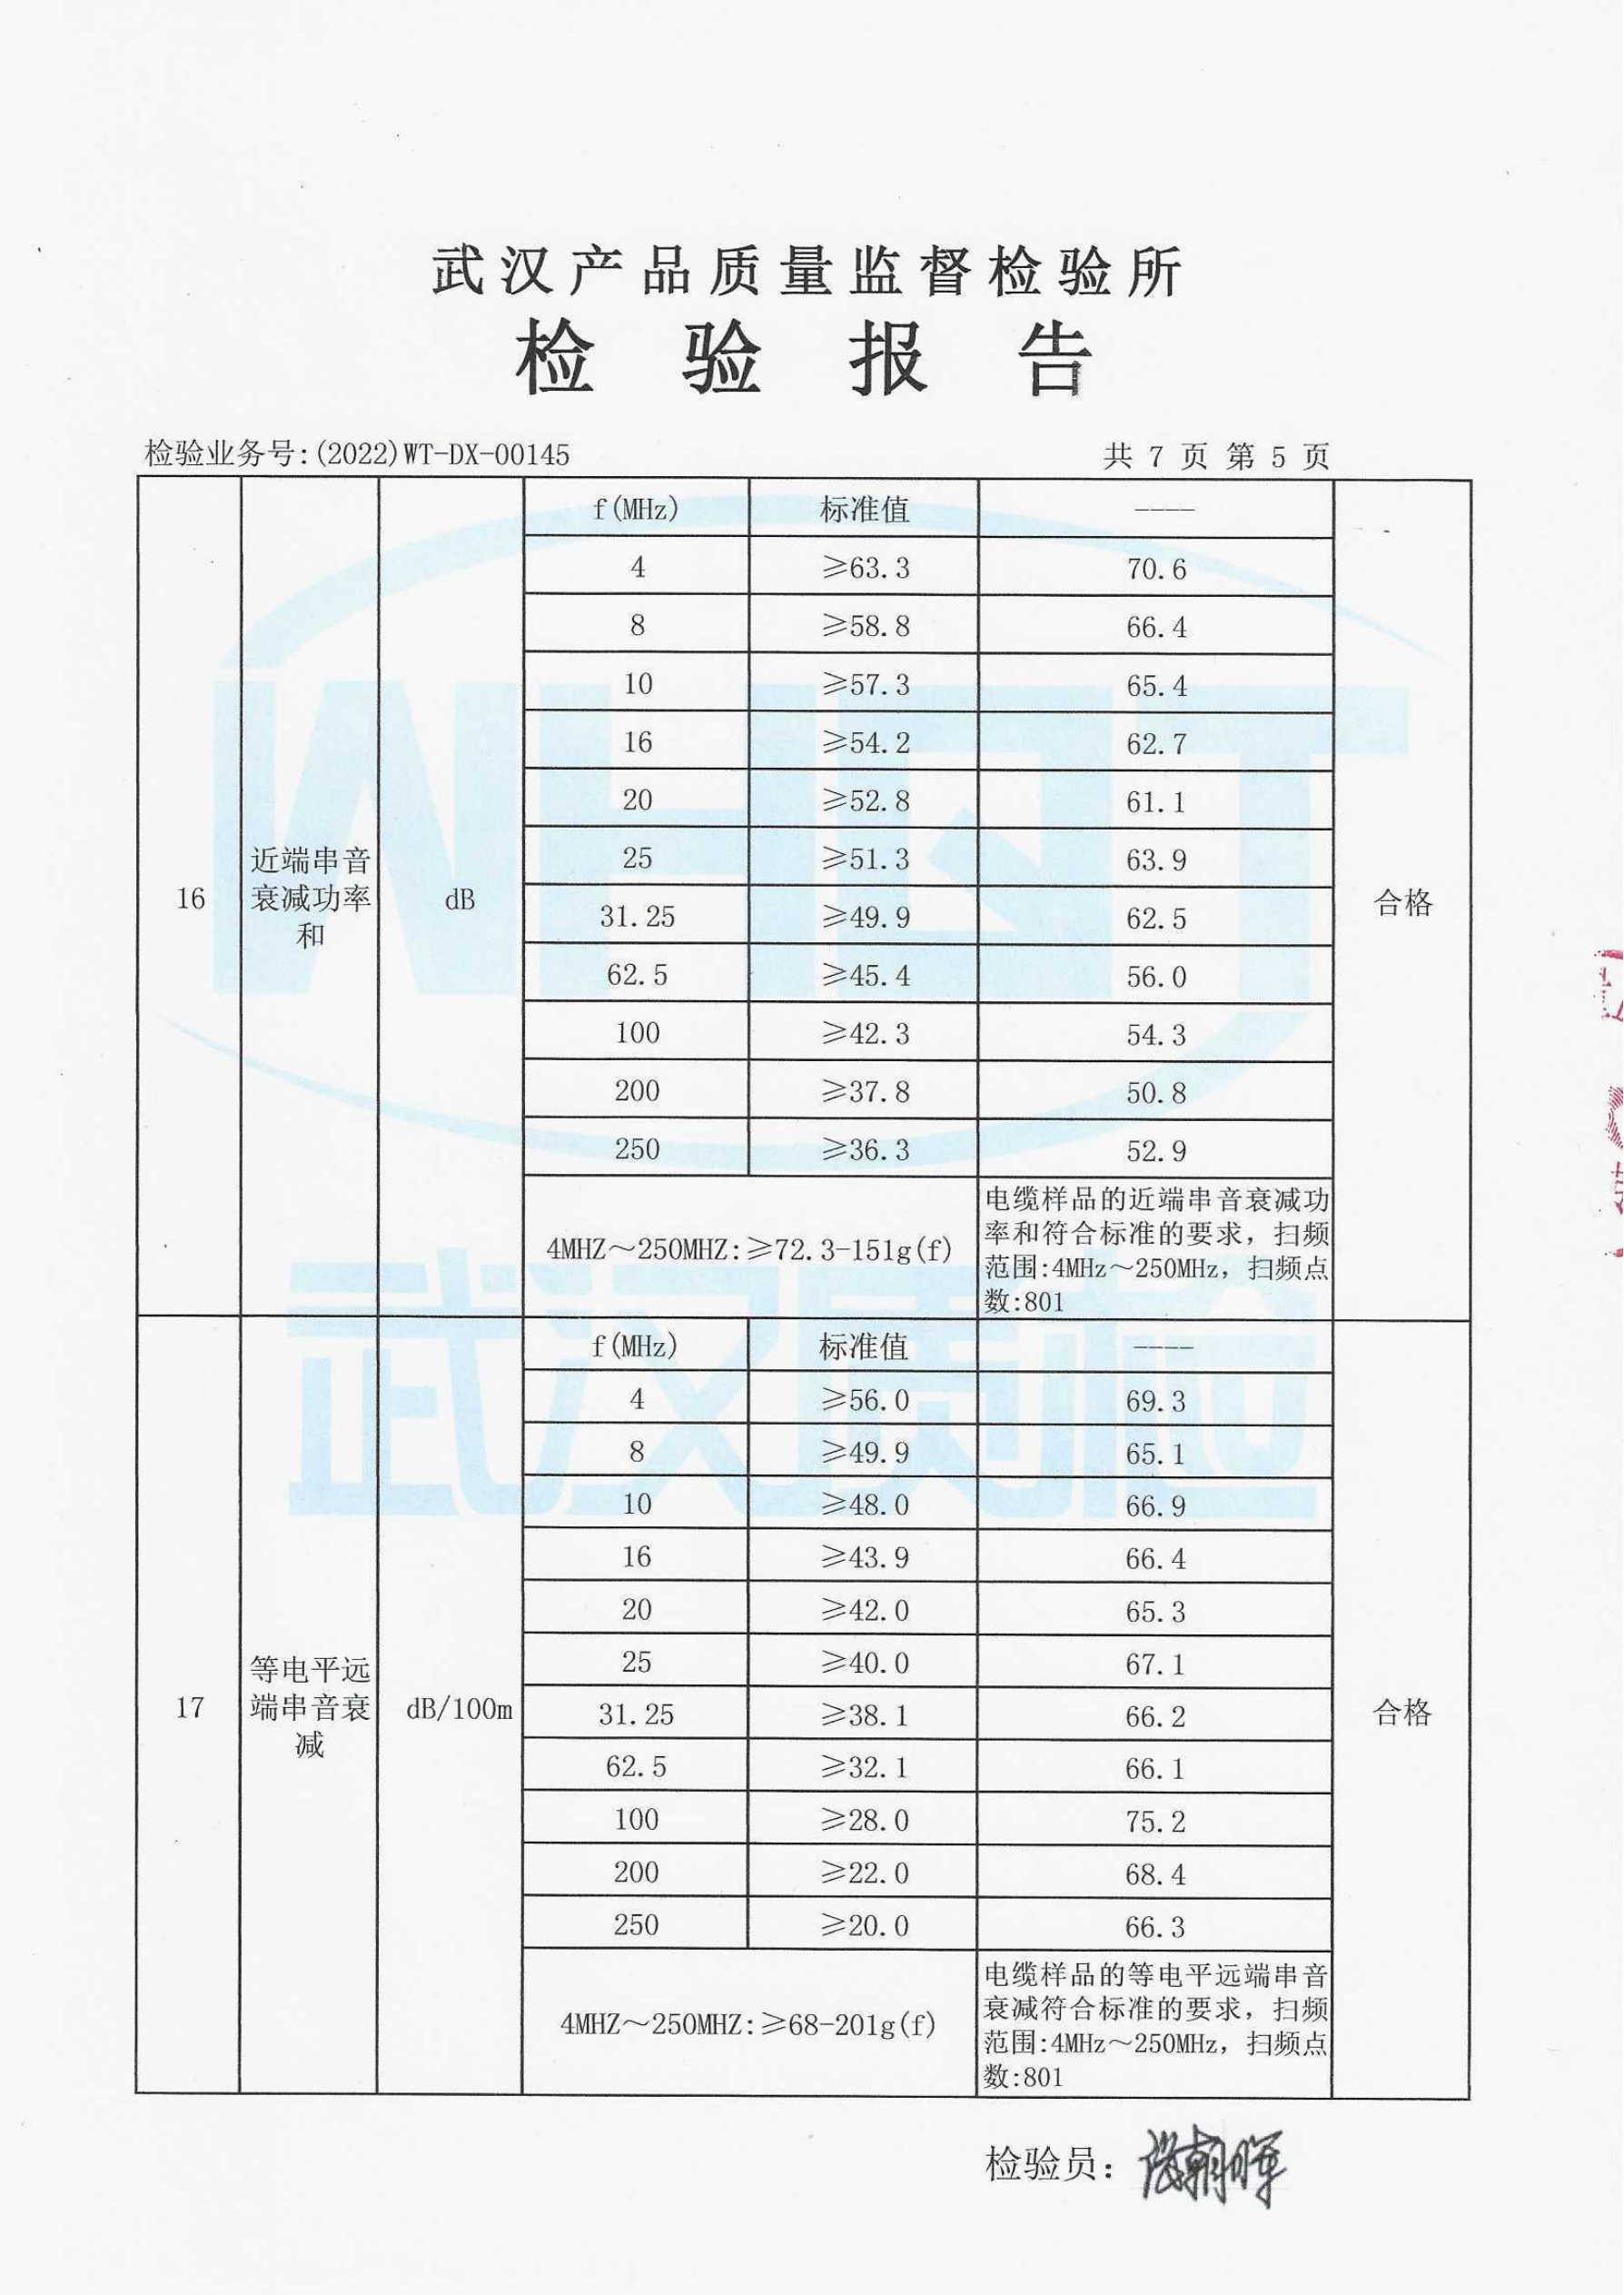 武汉产品质量监督检验所
检验报告
检验业务号:(2022)WT-DX-00145 共 7 页 第 5 页
f(MHz) 标准值 ----
4 ≥63.3 70.6
8 ≥58.8 66.4
10 ≥57.3 65.4
16 ≥54.2 62.7
20 ≥52.8 61.1
25 ≥51.3 63.9
16 近端串音衰减功率和 dB 合格
31.25 ≥49.9 62.5
62.5 ≥45.4 56.0
100 ≥42.3 54.3
200 ≥37.8 50.8
250 ≥36.3 52.9
4MHZ～250MHZ:≥72.3-15lg(f)
电缆样品的近端串音衰减功
率和符合标准的要求，扫频
范围:4MHz～250MHz，扫频点
数:801
f(MHz) 标准值 ----
4 ≥56.0 69.3
8 ≥49.9 65.1
10 ≥48.0 66.9
16 ≥43.9 66.4
20 ≥42.0 65.3
25 ≥40.0 67.1
17 等电平远端串音衰减 dB/100m 合格
31.25 ≥38.1 66.2
62.5 ≥32.1 66.1
100 ≥28.0 75.2
200 ≥22.0 68.4
250 ≥20.0 66.3
4MHZ～250MHZ:≥68-20lg(f)
电缆样品的等电平远端串音
衰减符合标准的要求，扫频
范围:4MHz～250MHz，扫频点
数:801
检验员:
WHQT
武汉质检